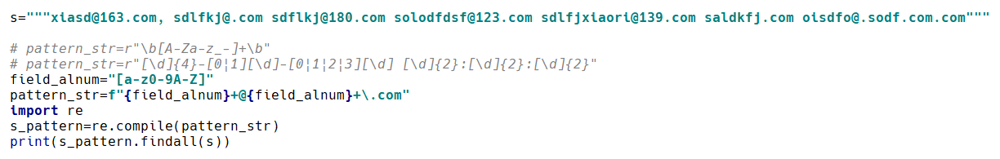 s="""xiasd@163.com, sdlfkj@.com sdflkj@180.com solodfdsf@123.com sdlfjxiaori@139.com saldkfj.com oisdfo@.sodf.com.com"""
# pattern_str=r"\b[A-Za-z_-]+\b"
# pattern_str=r"[\d]{4}-[0|1][\d]-[0|1|2|3][\d] [\d]{2}:[\d]{2}:[\d]{2}"
field_alnum="[a-z0-9A-Z]"
pattern_str=f"{field_alnum}+@{field_alnum}+\.com"
import re
s_pattern=re.compile(pattern_str)
print(s_pattern.findall(s))